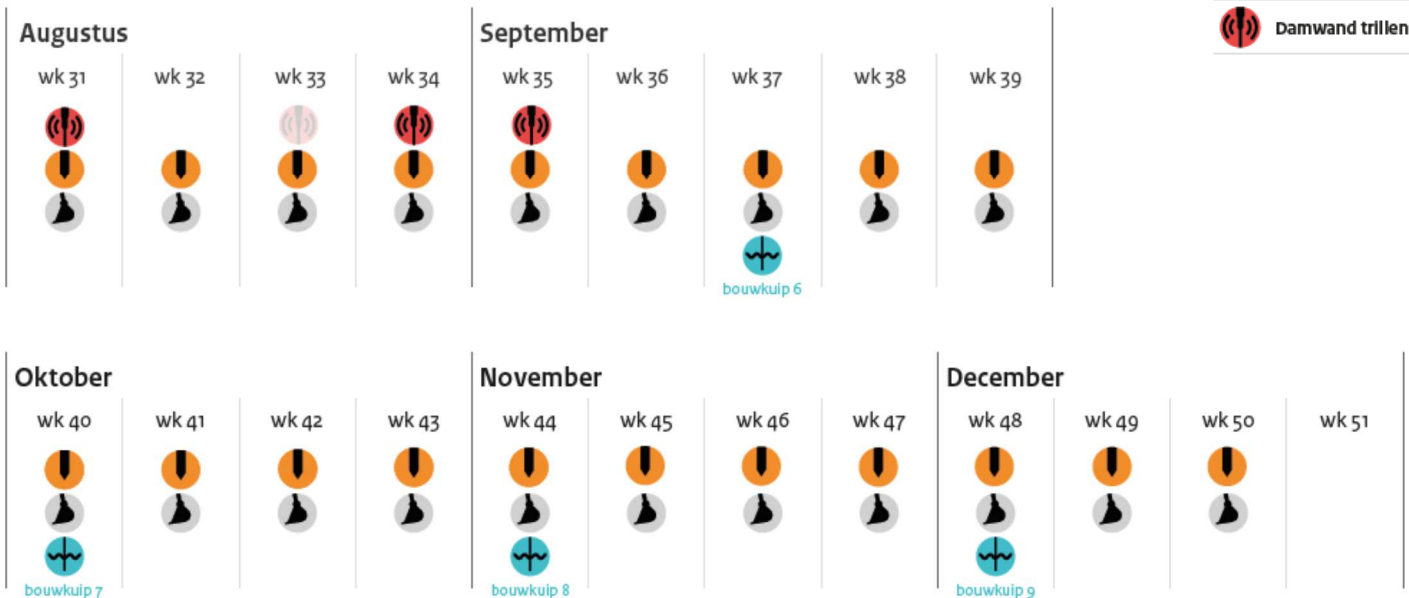 Augustus
September
Damwand trillen
wk 31
wk 32
wk 33
wk 34
wk 35
wk 36
wk 37
wk 38
wk 39
bouwkuip 6
Oktober
November
December
wk 40
wk 41
wk 42
wk 43
wk 44
wk 45
wk 46
wk 47
wk 48
wk 49
wk 50
wk 51
bouwkuip 7
bouwkuip 8
bouwkuip 9